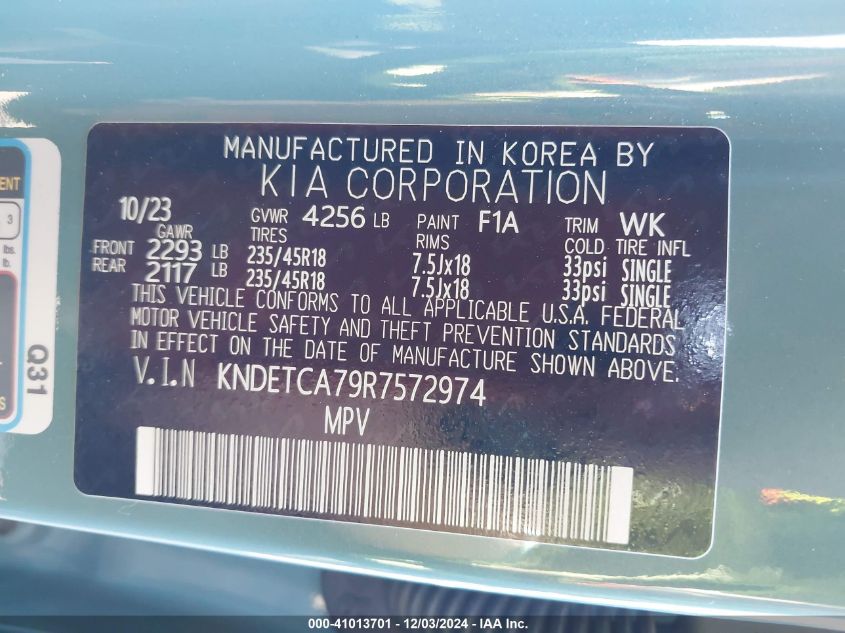 MANUFACTURED IN KOREA BY
KIA CORPORATION
10/23 GVWR 4256 LB PAINT F1A TRIM WK
GAWR TIRES RIMS COLD TIRE INFL
FRONT 2293 LB 235/45R18 7.5Jx18 33psi SINGLE
REAR 2117 LB 235/45R18 7.5Jx18 33psi SINGLE
THIS VEHICLE CONFORMS TO ALL APPLICABLE U.S.A. FEDERAL
MOTOR VEHICLE SAFETY AND THEFT PREVENTION STANDARDS
IN EFFECT ON THE DATE OF MANUFACTURE SHOWN ABOVE.
V.I.N KNDETCA79R7572974
MPV
3
lbs.
Q31
000-41013701 - 12/03/2024 - IAA Inc.